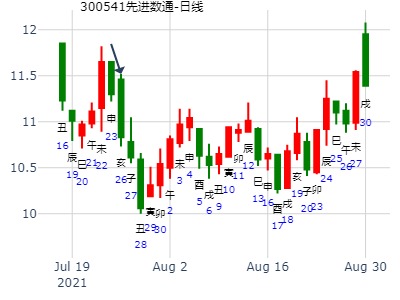 300541先进数通-日线
12
11.5
11
10.5
10
丑
16
辰
19
巳
20
午
21
未
22
申
23
亥
26
子
27
丑
28
寅
29
卯
30
午
2
未
3
申
4
酉
5
戌
6
丑
9
寅
10
卯
11
辰
12
巳
13
申
16
酉
17
戌
18
亥
19
子
20
卯
23
辰
24
巳
25
午
26
未
27
戌
30
Jul 19
2021
Aug 2
Aug 16
Aug 30